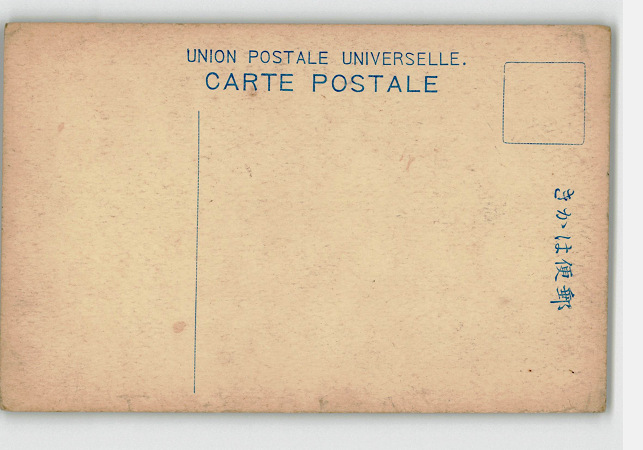 UNION POSTALE UNIVERSELLE.
CARTE POSTALE
きかは便郵